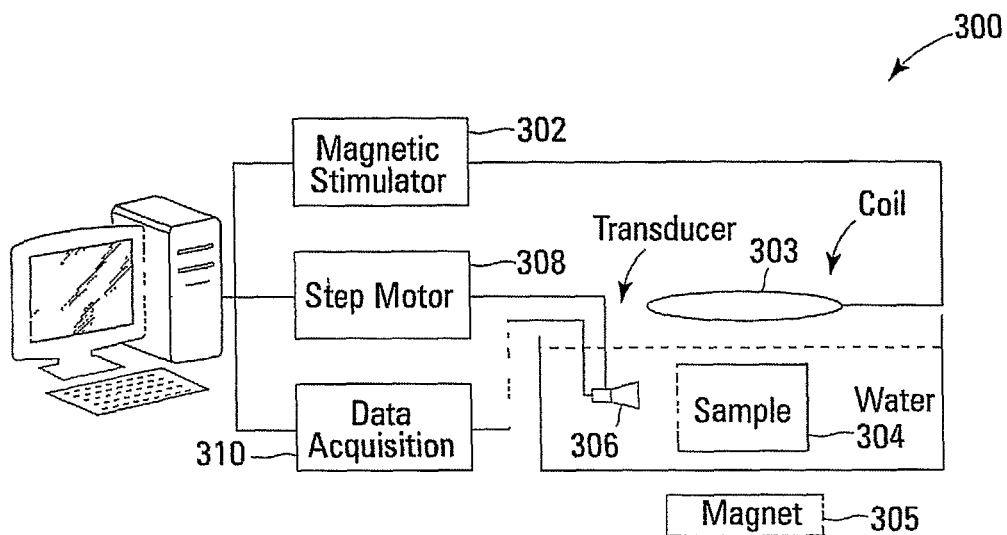 300
302
Magnetic
Stimulator
Coil
Transducer
303
308
Step Motor
Data
Acquisition
310
306
Sample
Water
304
Magnet
305